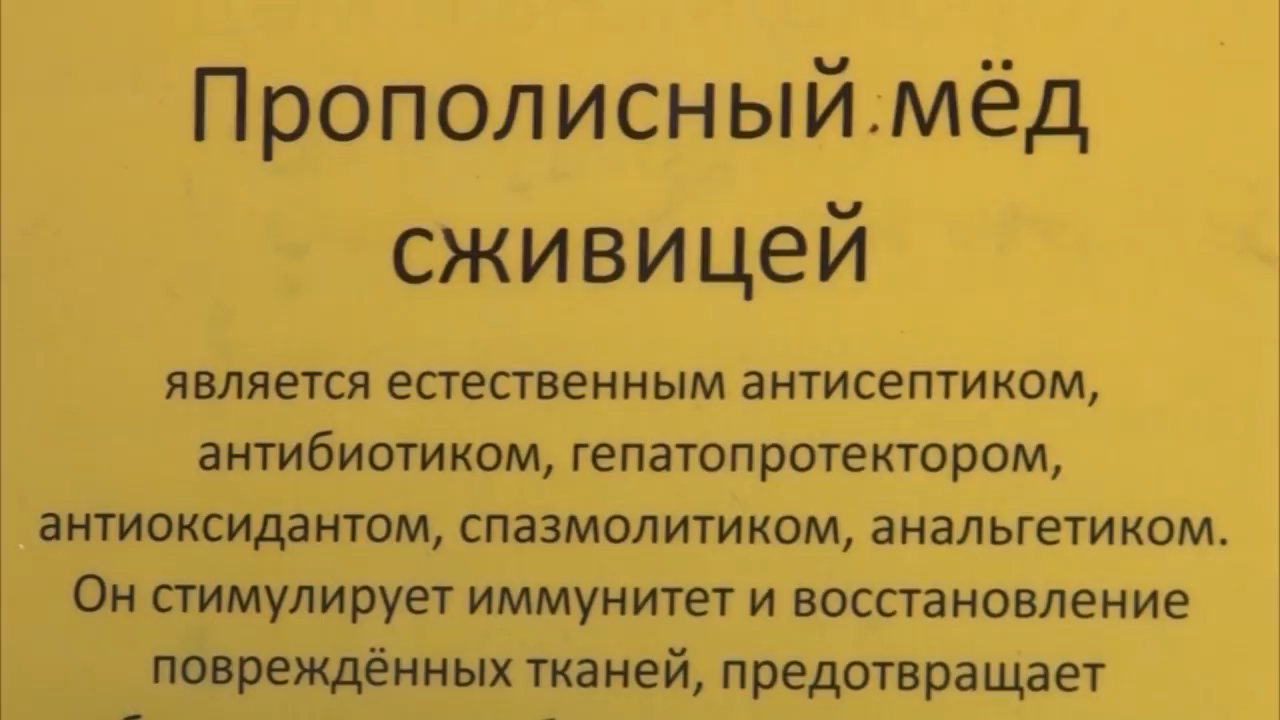 Прополисный мёд
сживицей
является естественным антисептиком,
антибиотиком, гепатопротектором,
антиоксидантом, спазмолитиком, анальгетиком.
Он стимулирует иммунитет и восстановление
повреждённых тканей, предотвращает